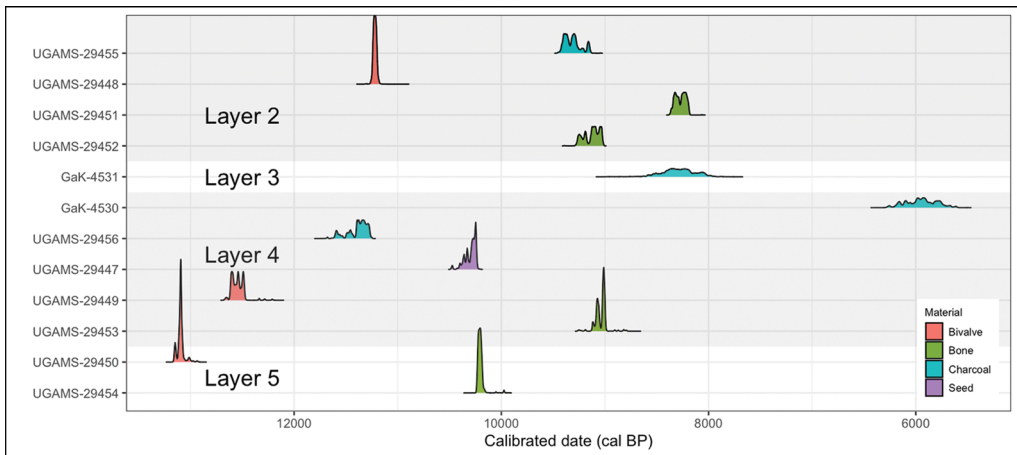 UGAMS-29455
UGAMS-29448
UGAMS-29451
Layer 2
UGAMS-29452
GaK-4531
Layer 3
GaK-4530
UGAMS-29456
Layer 4
UGAMS-29447
UGAMS-29449
UGAMS-29453
UGAMS-29450
Layer 5
UGAMS-29454
Material
Bivalve
Bone
Charcoal
Seed
12000 10000 8000 6000
Calibrated date (cal BP)